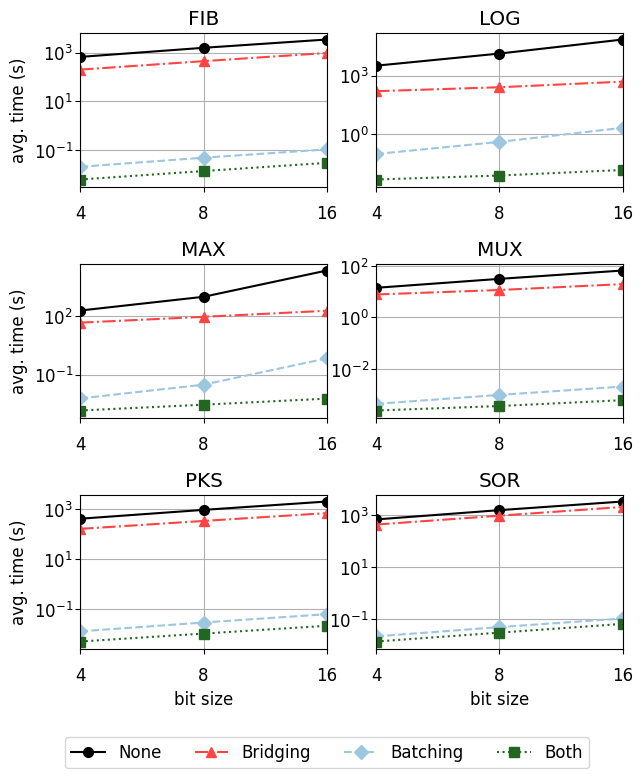 FIB
LOG
avg. time (s)
10^3
10^1
10^-1
10^3
10^0
4
8
16
4
8
16
MAX
MUX
avg. time (s)
10^2
10^-1
10^2
10^0
10^-2
4
8
16
4
8
16
PKS
SOR
avg. time (s)
10^3
10^1
10^-1
10^3
10^1
10^-1
4
8
16
4
8
16
bit size
bit size
None
Bridging
Batching
Both